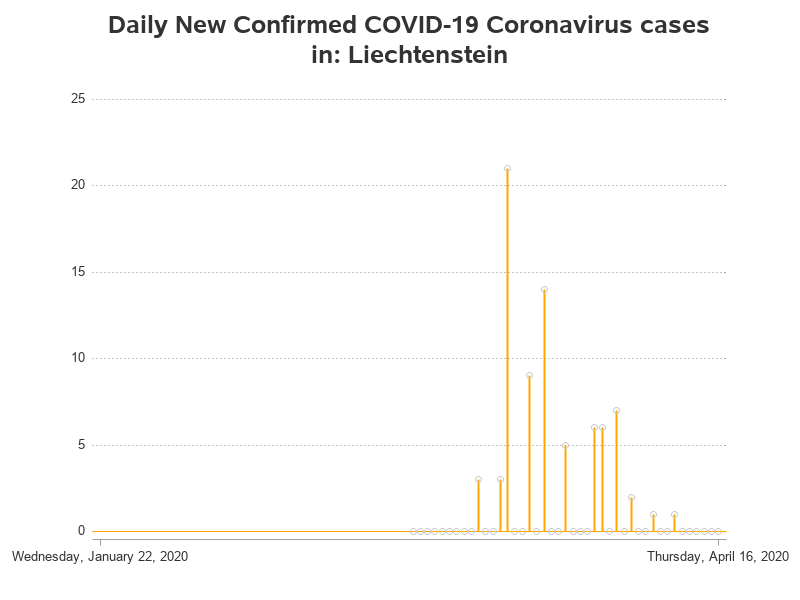 Daily New Confirmed COVID-19 Coronavirus cases
in: Liechtenstein
25
20
15
10
5
0
Wednesday, January 22, 2020
Thursday, April 16, 2020